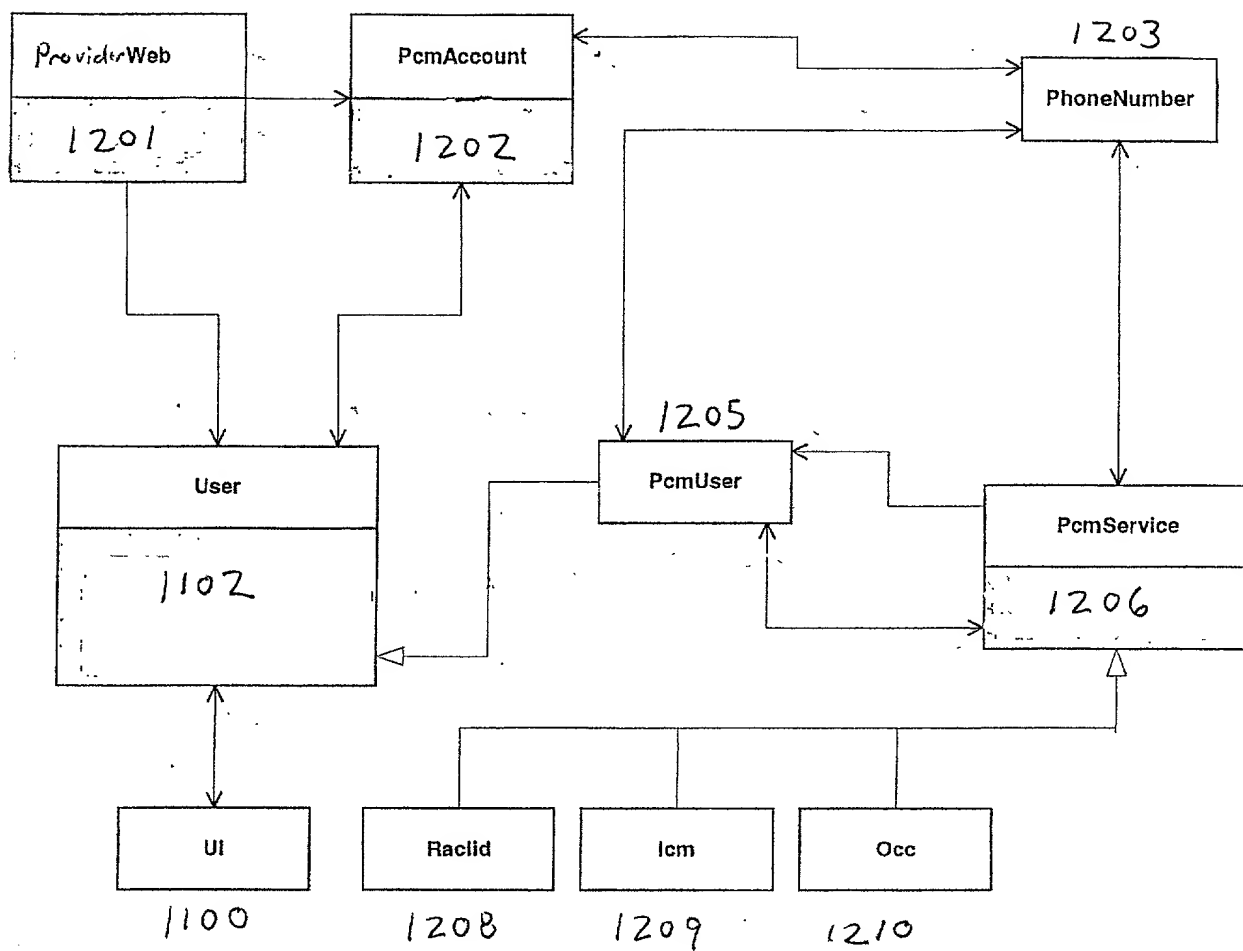 ProviderWeb
1201
PcmAccount
1202
1203
PhoneNumber
User
1102
1205
PcmUser
PcmService
1206
UI
1100
Raclid
1208
Icm
1209
Occ
1210